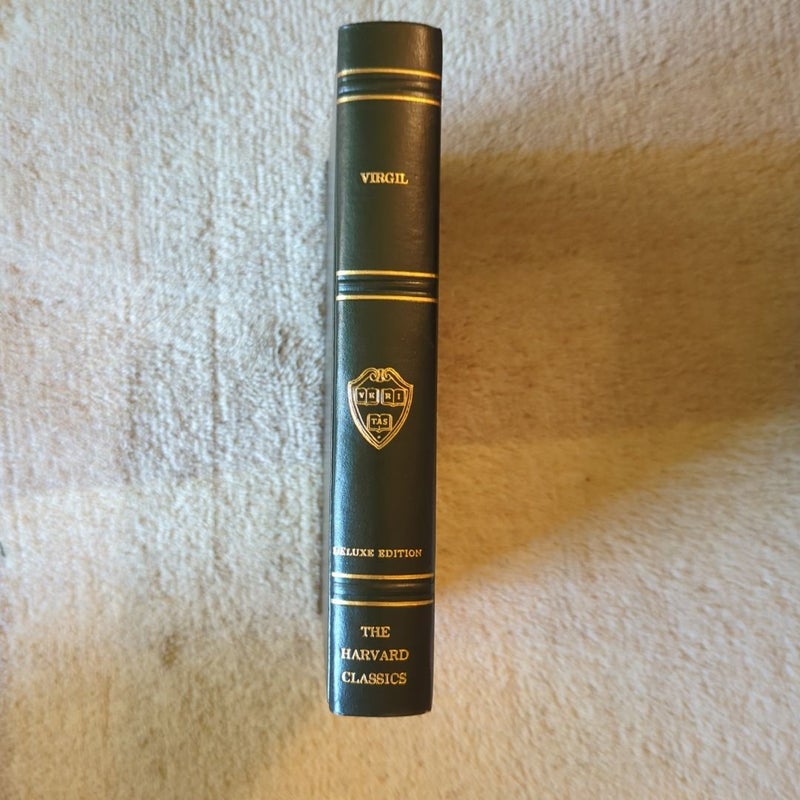 VIRGIL
VE RI
TAS
DELUXE EDITION
THE
HARVARD
CLASSICS